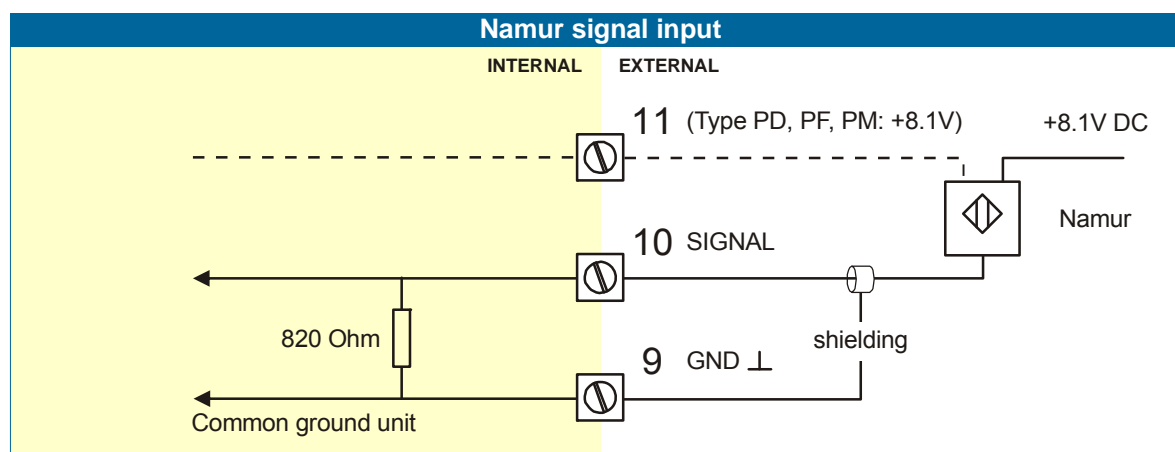 Namur signal input
INTERNAL EXTERNAL
11 (Type PD, PF, PM: +8.1V) +8.1V DC
Namur
10 SIGNAL
820 Ohm
shielding
9 GND ⊥
Common ground unit